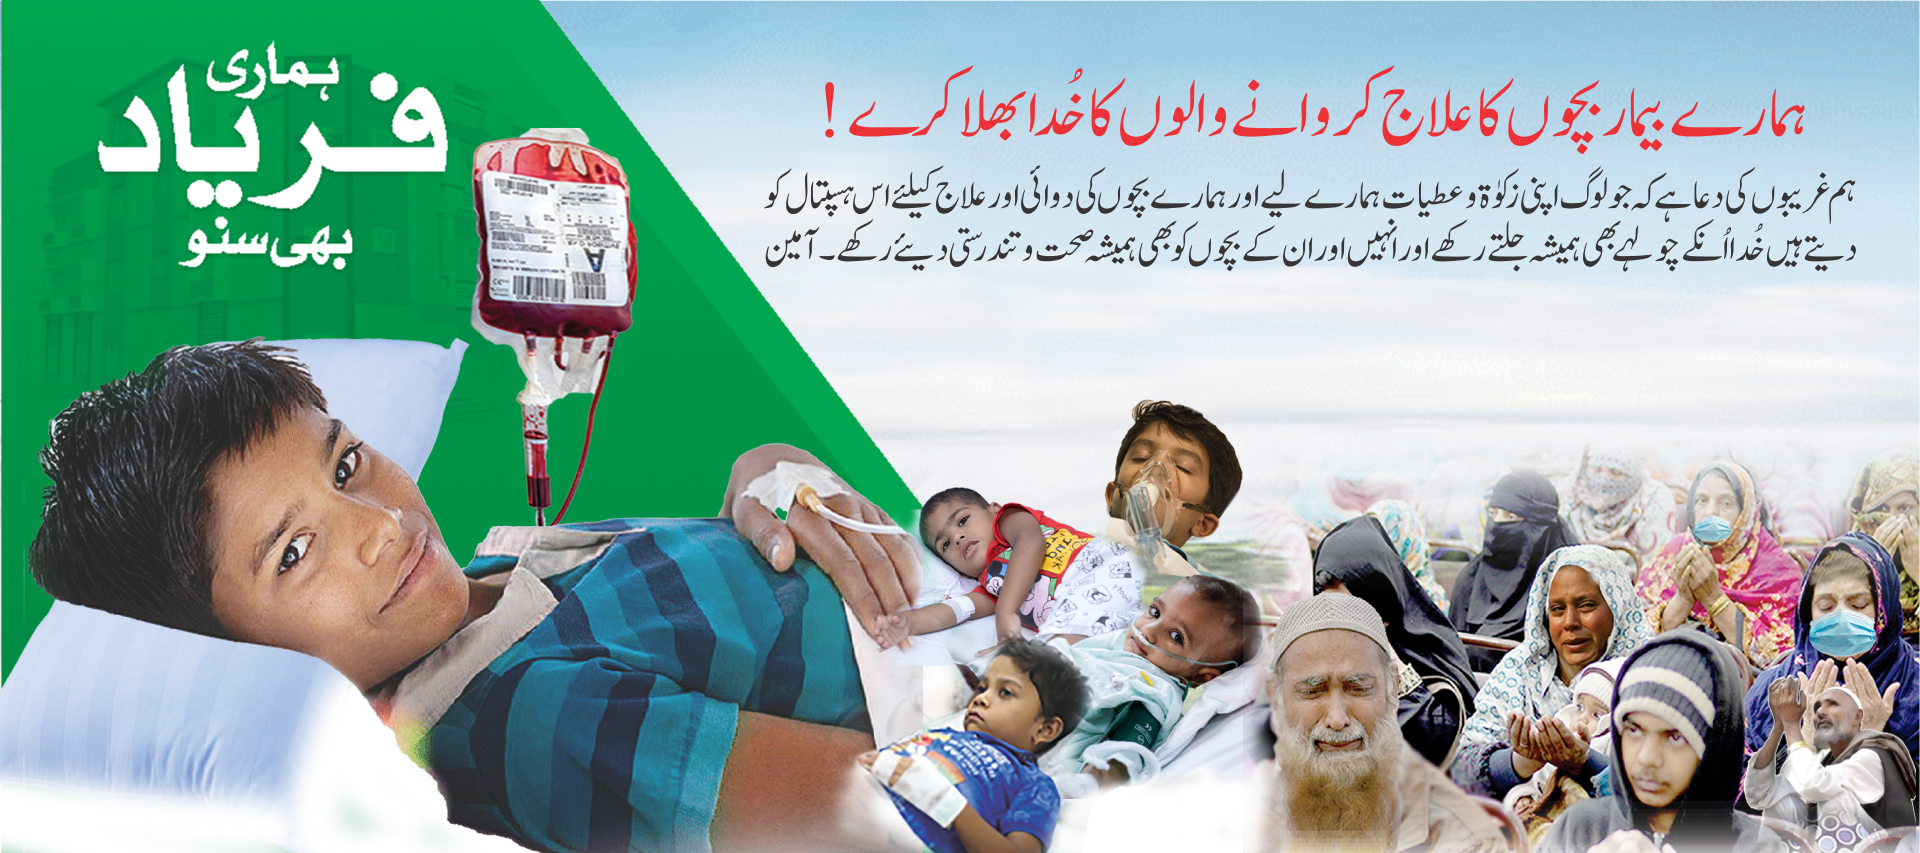 ہماری
فریاد
بھی سنو
ہمارے بیمار بچوں کا علاج کروانے والوں کا خُدا بھلا کرے !
ہم غریبوں کی دعا ہے کہ جو لوگ اپنی زکوٰۃ و عطیات ہمارے لیے اور ہمارے بچوں کی دوائی اور علاج کیلئے اس ہسپتال کو
دیتے ہیں خُدا اُنکے چولہے بھی ہمیشہ جلتے رکھے اور انہیں اور ان کے بچوں کو بھی ہمیشہ صحت و تندرستی دیئے رکھے۔ آمین
A